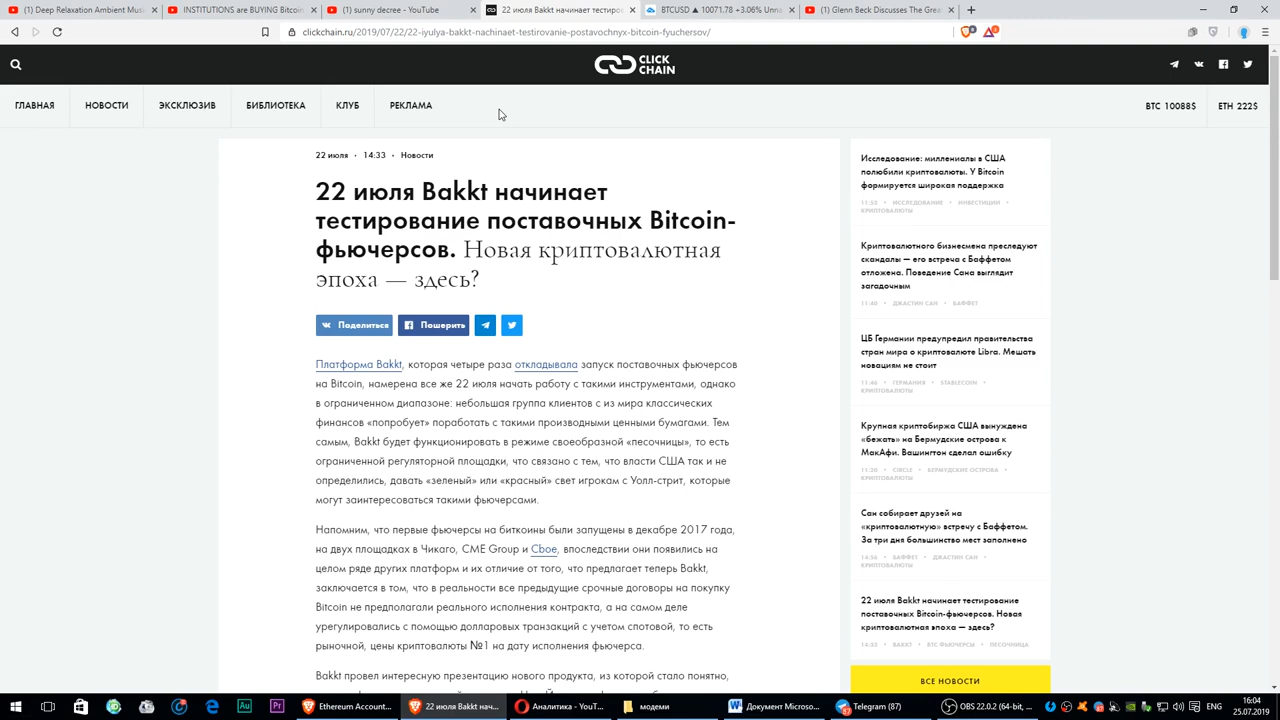 (1) Deep Relaxation Ambient Mus
INSTITUTIONS are BUYING Bitcoin
(1) sunny decre - YouTube
22 июля Bakkt начинает тестиро
BTCUSD ▲ 10071.78 +3.06% Unna
(1) Glenn Beck Discusses The Grea
clickchain.ru/2019/07/22/22-iyulya-bakkt-nachinaet-testirovanie-postavochnyx-bitcoin-fyuchersov/
CLICK
CHAIN
ГЛАВНАЯ
НОВОСТИ
ЭКСКЛЮЗИВ
БИБЛИОТЕКА
КЛУБ
РЕКЛАМА
BTC 10088$
ETH 222$
22 июля • 14:33 • Новости
22 июля Bakkt начинает
тестирование поставочных Bitcoin-
фьючерсов. Новая криптовалютная
эпоха — здесь?
Поделиться
Пошерить
Платформа Bakkt, которая четыре раза откладывала запуск поставочных фьючерсов
на Bitcoin, намерена все же 22 июля начать работу с такими инструментами, однако
в ограниченном диапазоне: небольшая группа клиентов с из мира классических
финансов «попробует» поработать с такими производными ценными бумагами. Тем
самым, Bakkt будет функционировать в режиме своеобразной «песочницы», то есть
ограниченной регуляторной площадки, что связано с тем, что власти США так и не
определились, давать «зеленый» или «красный» свет игрокам с Уолл-стрит, которые
могут заинтересоваться такими фьючерсами.
Напомним, что первые фьючерсы на биткоины были запущены в декабре 2017 года,
на двух площадках в Чикаго, CME Group и Cboe, впоследствии они появились на
целом ряде других платформ и их отличие от того, что предлагает теперь Bakkt,
заключается в том, что в реальности все предыдущие срочные договоры на покупку
Bitcoin не предполагали реального исполнения контракта, а на самом деле
урегулировались с помощью долларовых транзакций с учетом спотовой, то есть
рыночной, цены криптовалюты №1 на дату исполнения фьючерса.
Bakkt провел интересную презентацию нового продукта, из которой стало понятно,
Исследование: миллениалы в США
полюбили криптовалюты. У Bitcoin
формируется широкая поддержка
11:52 • ИССЛЕДОВАНИЕ • ИНВЕСТИЦИИ •
КРИПТОВАЛЮТЫ
Криптовалютного бизнесмена преследуют
скандалы — его встреча с Баффетом
отложена. Поведение Сана выглядит
загадочным
11:40 • ДЖАСТИН САН • БАФФЕТ
ЦБ Германии предупредил правительства
стран мира о криптовалюте Libra. Мешать
новациям не стоит
11:46 • ГЕРМАНИЯ • STABLECOIN •
КРИПТОВАЛЮТЫ
Крупная криптобиржа США вынуждена
«бежать» на Бермудские острова к
МакАфи. Вашингтон сделал ошибку
11:20 • CIRCLE • БЕРМУДСКИЕ ОСТРОВА •
КРИПТОВАЛЮТЫ
Сан собирает друзей на
«криптовалютную» встречу с Баффетом.
За три дня большинство мест заполнено
14:56 • БАФФЕТ • ДЖАСТИН САН •
КРИПТОВАЛЮТЫ
22 июля Bakkt начинает тестирование
поставочных Bitcoin-фьючерсов. Новая
криптовалютная эпоха — здесь?
14:33 • BAKKT • BTC ФЬЮЧЕРСЫ • ПЕСОЧНИЦА
ВСЕ НОВОСТИ
Ethereum Account...
22 июля Bakkt нач...
Аналитика - YouT...
модеми
Документ Microso...
Telegram (87)
OBS 22.0.2 (64-bit, ...
ENG
16:04
25.07.2019